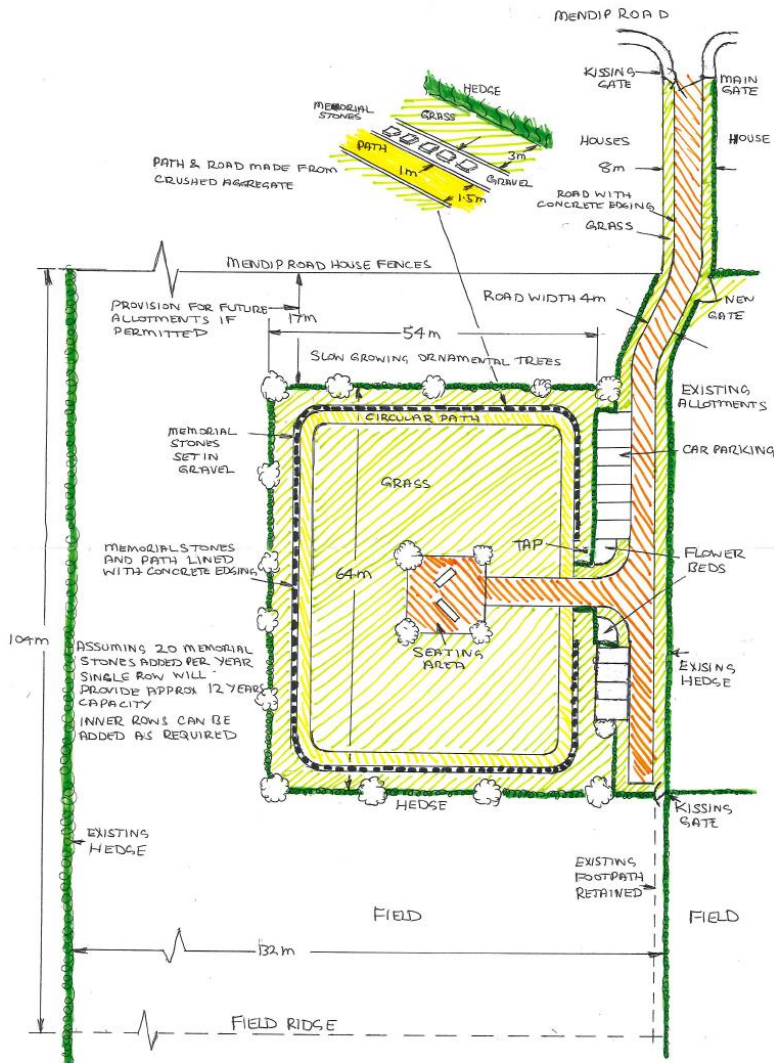 MENDIP ROAD
KISSING
GATE
MAIN
GATE
HEDGE
GRASS
MEMORIAL
STONES
PATH
3m
GRAVEL
1m
1.5m
PATH & ROAD MADE FROM
CRUSHED AGGREGATE
HOUSES
HOUSE
8m
ROAD WITH
CONCRETE EDGING
GRASS
MENDIP ROAD HOUSE FENCES
PROVISION FOR FUTURE
ALLOTMENTS IF
PERMITTED
17m
ROAD WIDTH 4m
NEW
GATE
54m
SLOW GROWING ORNAMENTAL TREES
EXISTING
ALLOTMENTS
CIRCULAR PATH
MEMORIAL
STONES
SET IN
GRAVEL
CAR PARKING
GRASS
TAP
FLOWER
BEDS
MEMORIAL STONES
AND PATH LINED
WITH CONCRETE EDGING
64m
104m
SEATING
AREA
ASSUMING 20 MEMORIAL
STONES ADDED PER YEAR
SINGLE ROW WILL
PROVIDE APPROX 12 YEARS
CAPACITY
INNER ROWS CAN BE
ADDED AS REQUIRED
EXISING
HEDGE
HEDGE
KISSING
GATE
EXISTING
HEDGE
EXISTING
FOOTPATH
RETAINED
FIELD
FIELD
132m
FIELD RIDGE